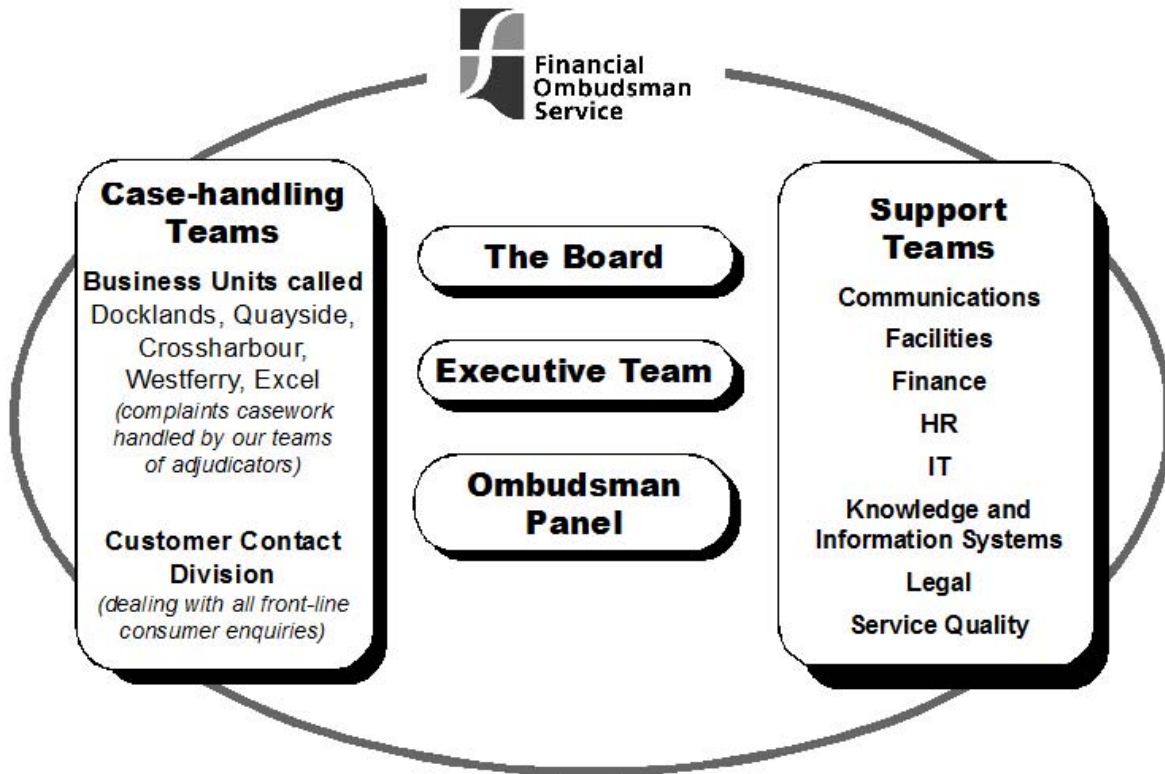 Financial
Ombudsman
Service
Case-handling
Teams
Business Units called
Docklands, Quayside,
Crossharbour,
Westferry, Excel
(complaints casework
handled by our teams
of adjudicators)
Customer Contact
Division
(dealing with all front-line
consumer enquiries)
The Board
Executive Team
Ombudsman
Panel
Support
Teams
Communications
Facilities
Finance
HR
IT
Knowledge and
Information Systems
Legal
Service Quality